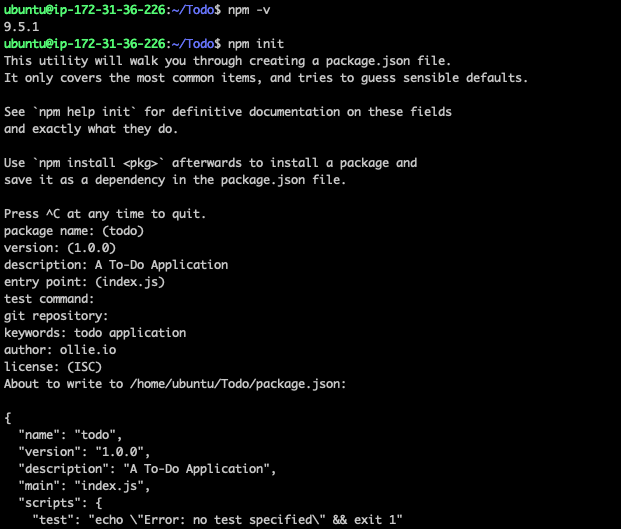 ubuntu@ip-172-31-36-226:~/Todo$ npm -v
9.5.1
ubuntu@ip-172-31-36-226:~/Todo$ npm init
This utility will walk you through creating a package.json file.
It only covers the most common items, and tries to guess sensible defaults.

See `npm help init` for definitive documentation on these fields
and exactly what they do.

Use `npm install <pkg>` afterwards to install a package and
save it as a dependency in the package.json file.

Press ^C at any time to quit.
package name: (todo)
version: (1.0.0)
description: A To-Do Application
entry point: (index.js)
test command:
git repository:
keywords: todo application
author: ollie.io
license: (ISC)
About to write to /home/ubuntu/Todo/package.json:

{
  "name": "todo",
  "version": "1.0.0",
  "description": "A To-Do Application",
  "main": "index.js",
  "scripts": {
    "test": "echo \"Error: no test specified\" && exit 1"